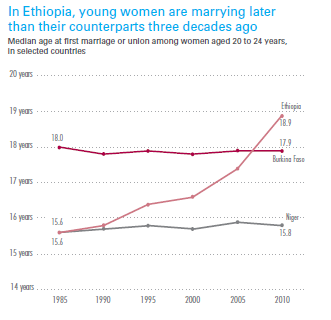 In Ethiopia, young women are marrying later
than their counterparts three decades ago
Median age at first marriage or union among women aged 20 to 24 years,
in selected countries
20 years
19 years
Ethiopia
18.9
18.0
18 years
17.9
Burkina Faso
17 years
16 years
15.6
Niger
15.8
15.6
15 years
14 years
1985 1990 1995 2000 2005 2010